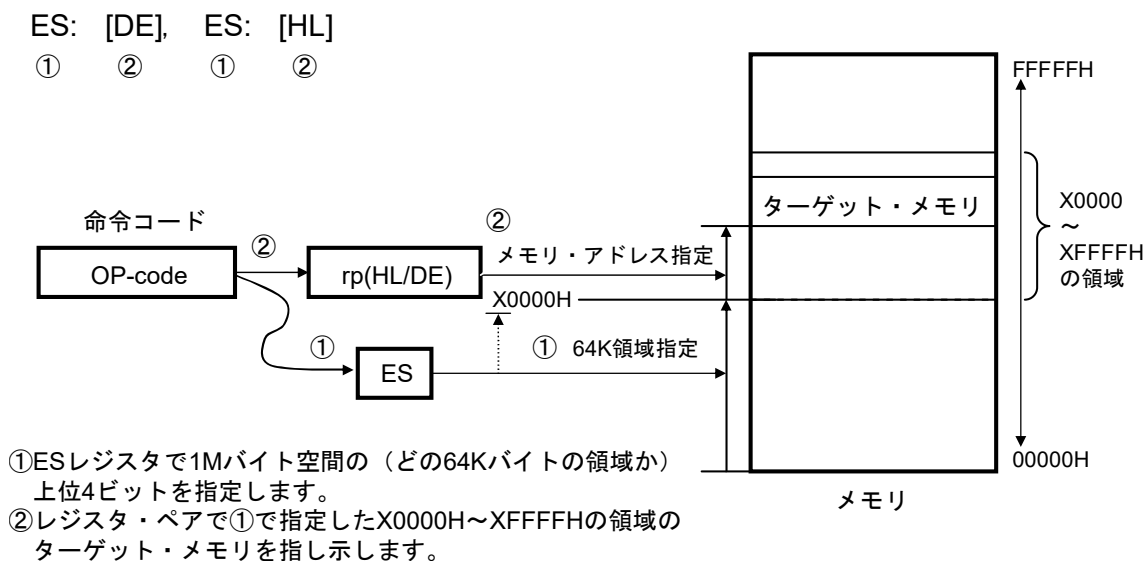 ES: [DE], ES: [HL]
① ② ① ②
FFFFFH
命令コード
OP-code
②
rp(HL/DE)
②
メモリ・アドレス指定
X0000H
①
ES
① 64K領域指定
ターゲット・メモリ
X0000
～
XFFFFH
の領域
00000H
メモリ
①ESレジスタで1Mバイト空間の（どの64Kバイトの領域か）
上位4ビットを指定します。
②レジスタ・ペアで①で指定したX0000H～XFFFFHの領域の
ターゲット・メモリを指し示します。